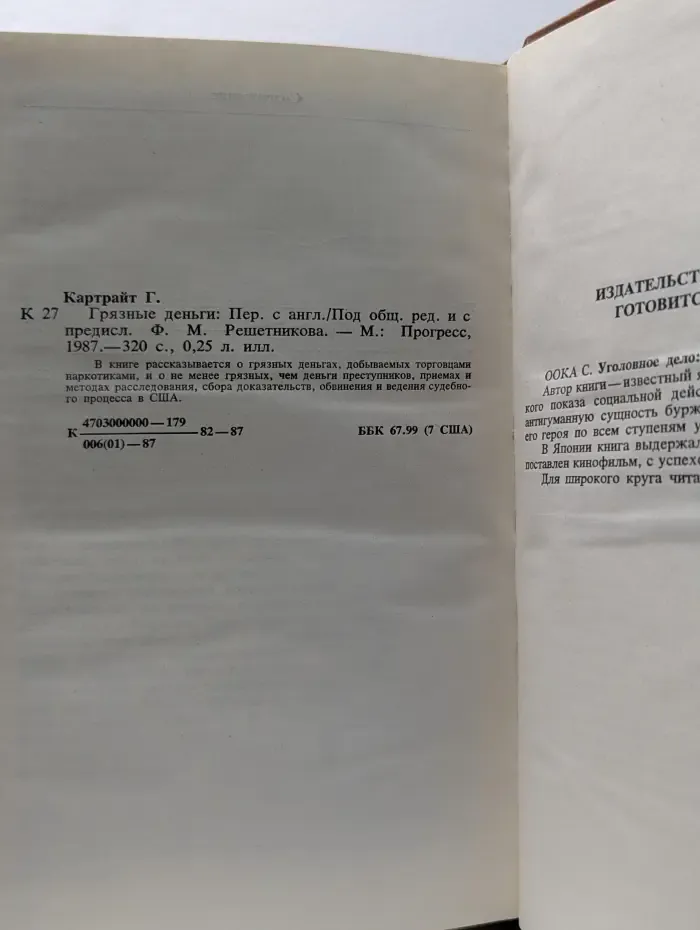 Картрайт Г.
К 27 Грязные деньги: Пер. с англ./Под общ. ред. и с
предисл. Ф. М. Решетникова. — М.: Прогресс,
1987.—320 с., 0,25 л. илл.
В книге рассказывается о грязных деньгах, добываемых торговцами
наркотиками, и о не менее грязных, чем деньги преступников, приемах и
методах расследования, сбора доказательств, обвинения и ведения судебно-
го процесса в США.
4703000000—179
К 82—87
006(01)—87
ББК 67.99 (7 США)
ИЗДАТЕЛЬСТ
ГОТОВИТС
ООКА С. Уголовное дело:
Автор книги—известный я
кого показа социальной дейс
антигуманную сущность бурж
его героя по всем ступеням у
В Японии книга выдержал
поставлен кинофильм, с успехо
Для широкого круга чита